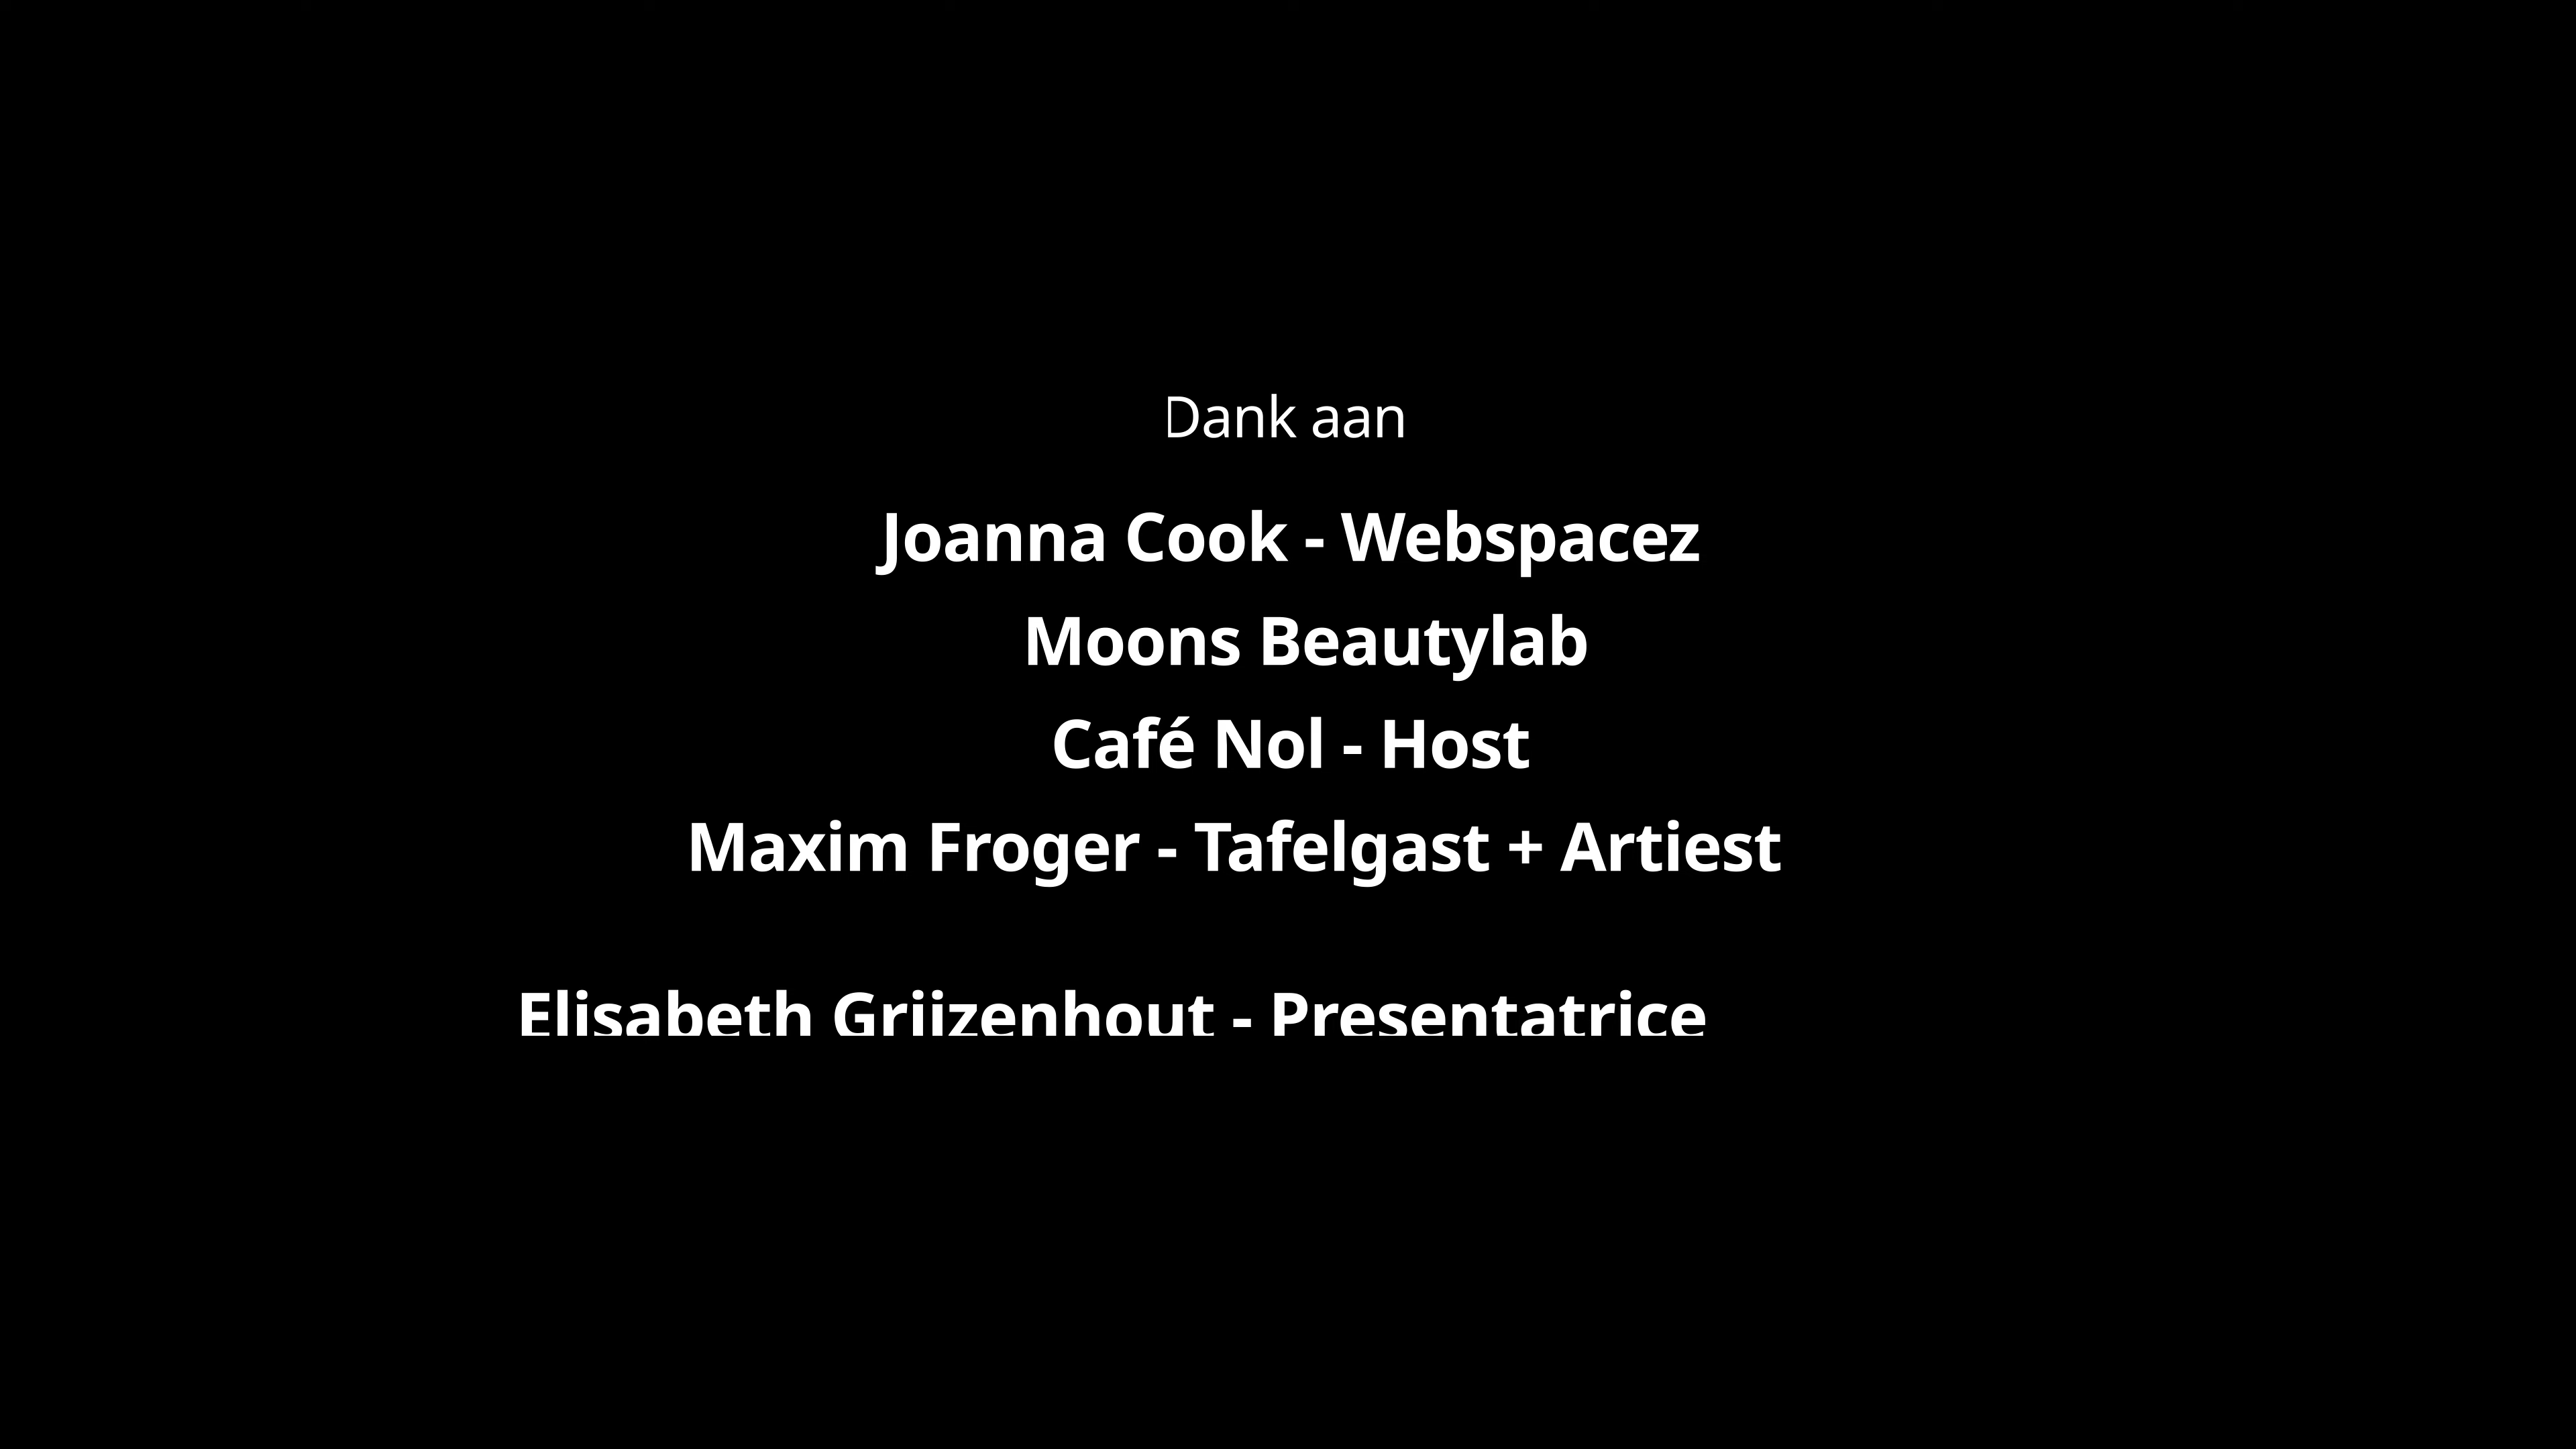 Dank aan
Joanna Cook - Webspacez
Moons Beautylab
Café Nol - Host
Maxim Froger - Tafelgast + Artiest
Elisabeth Grijzenhout - Presentatrice